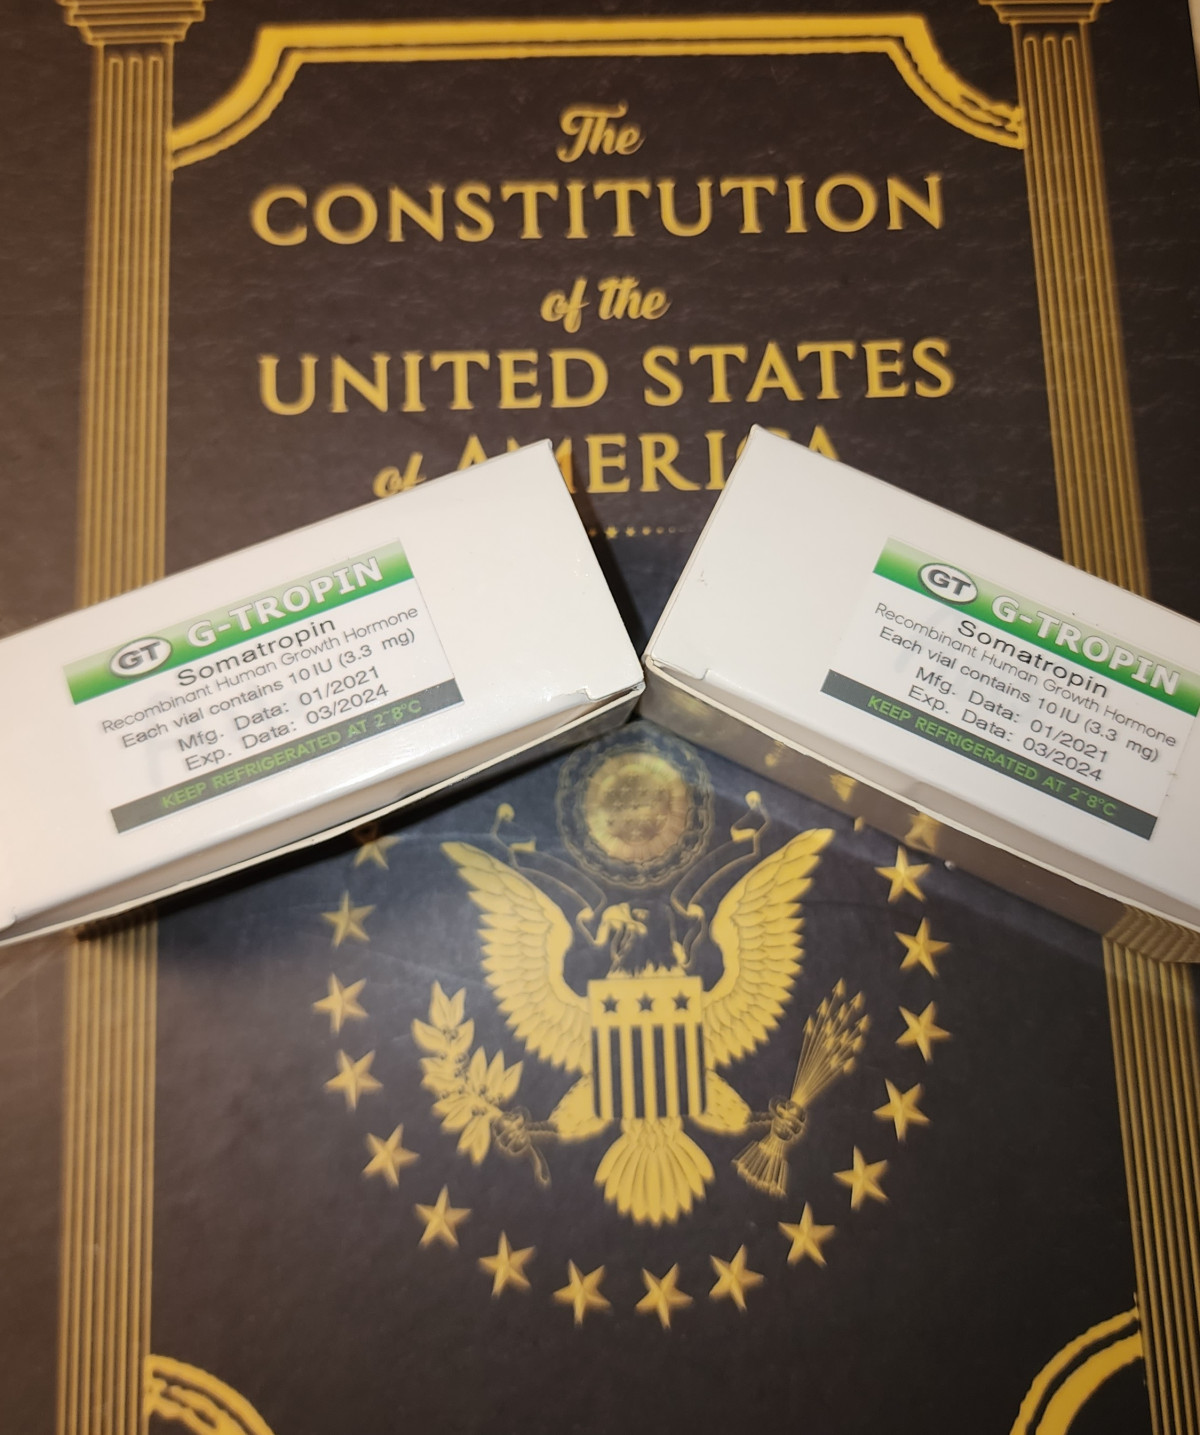 The
CONSTITUTION
of the
UNITED STATES
of AMERICA
GT G-TROPIN
Somatropin
Recombinant Human Growth Hormone
Each vial contains 10 IU (3.3 mg)
Mfg. Data: 01/2021
Exp. Data: 03/2024
KEEP REFRIGERATED AT 2~8°C
GT G-TROPIN
Somatropin
Recombinant Human Growth Hormone
Each vial contains 10 IU (3.3 mg)
Mfg. Data: 01/2021
Exp. Data: 03/2024
KEEP REFRIGERATED AT 2~8°C